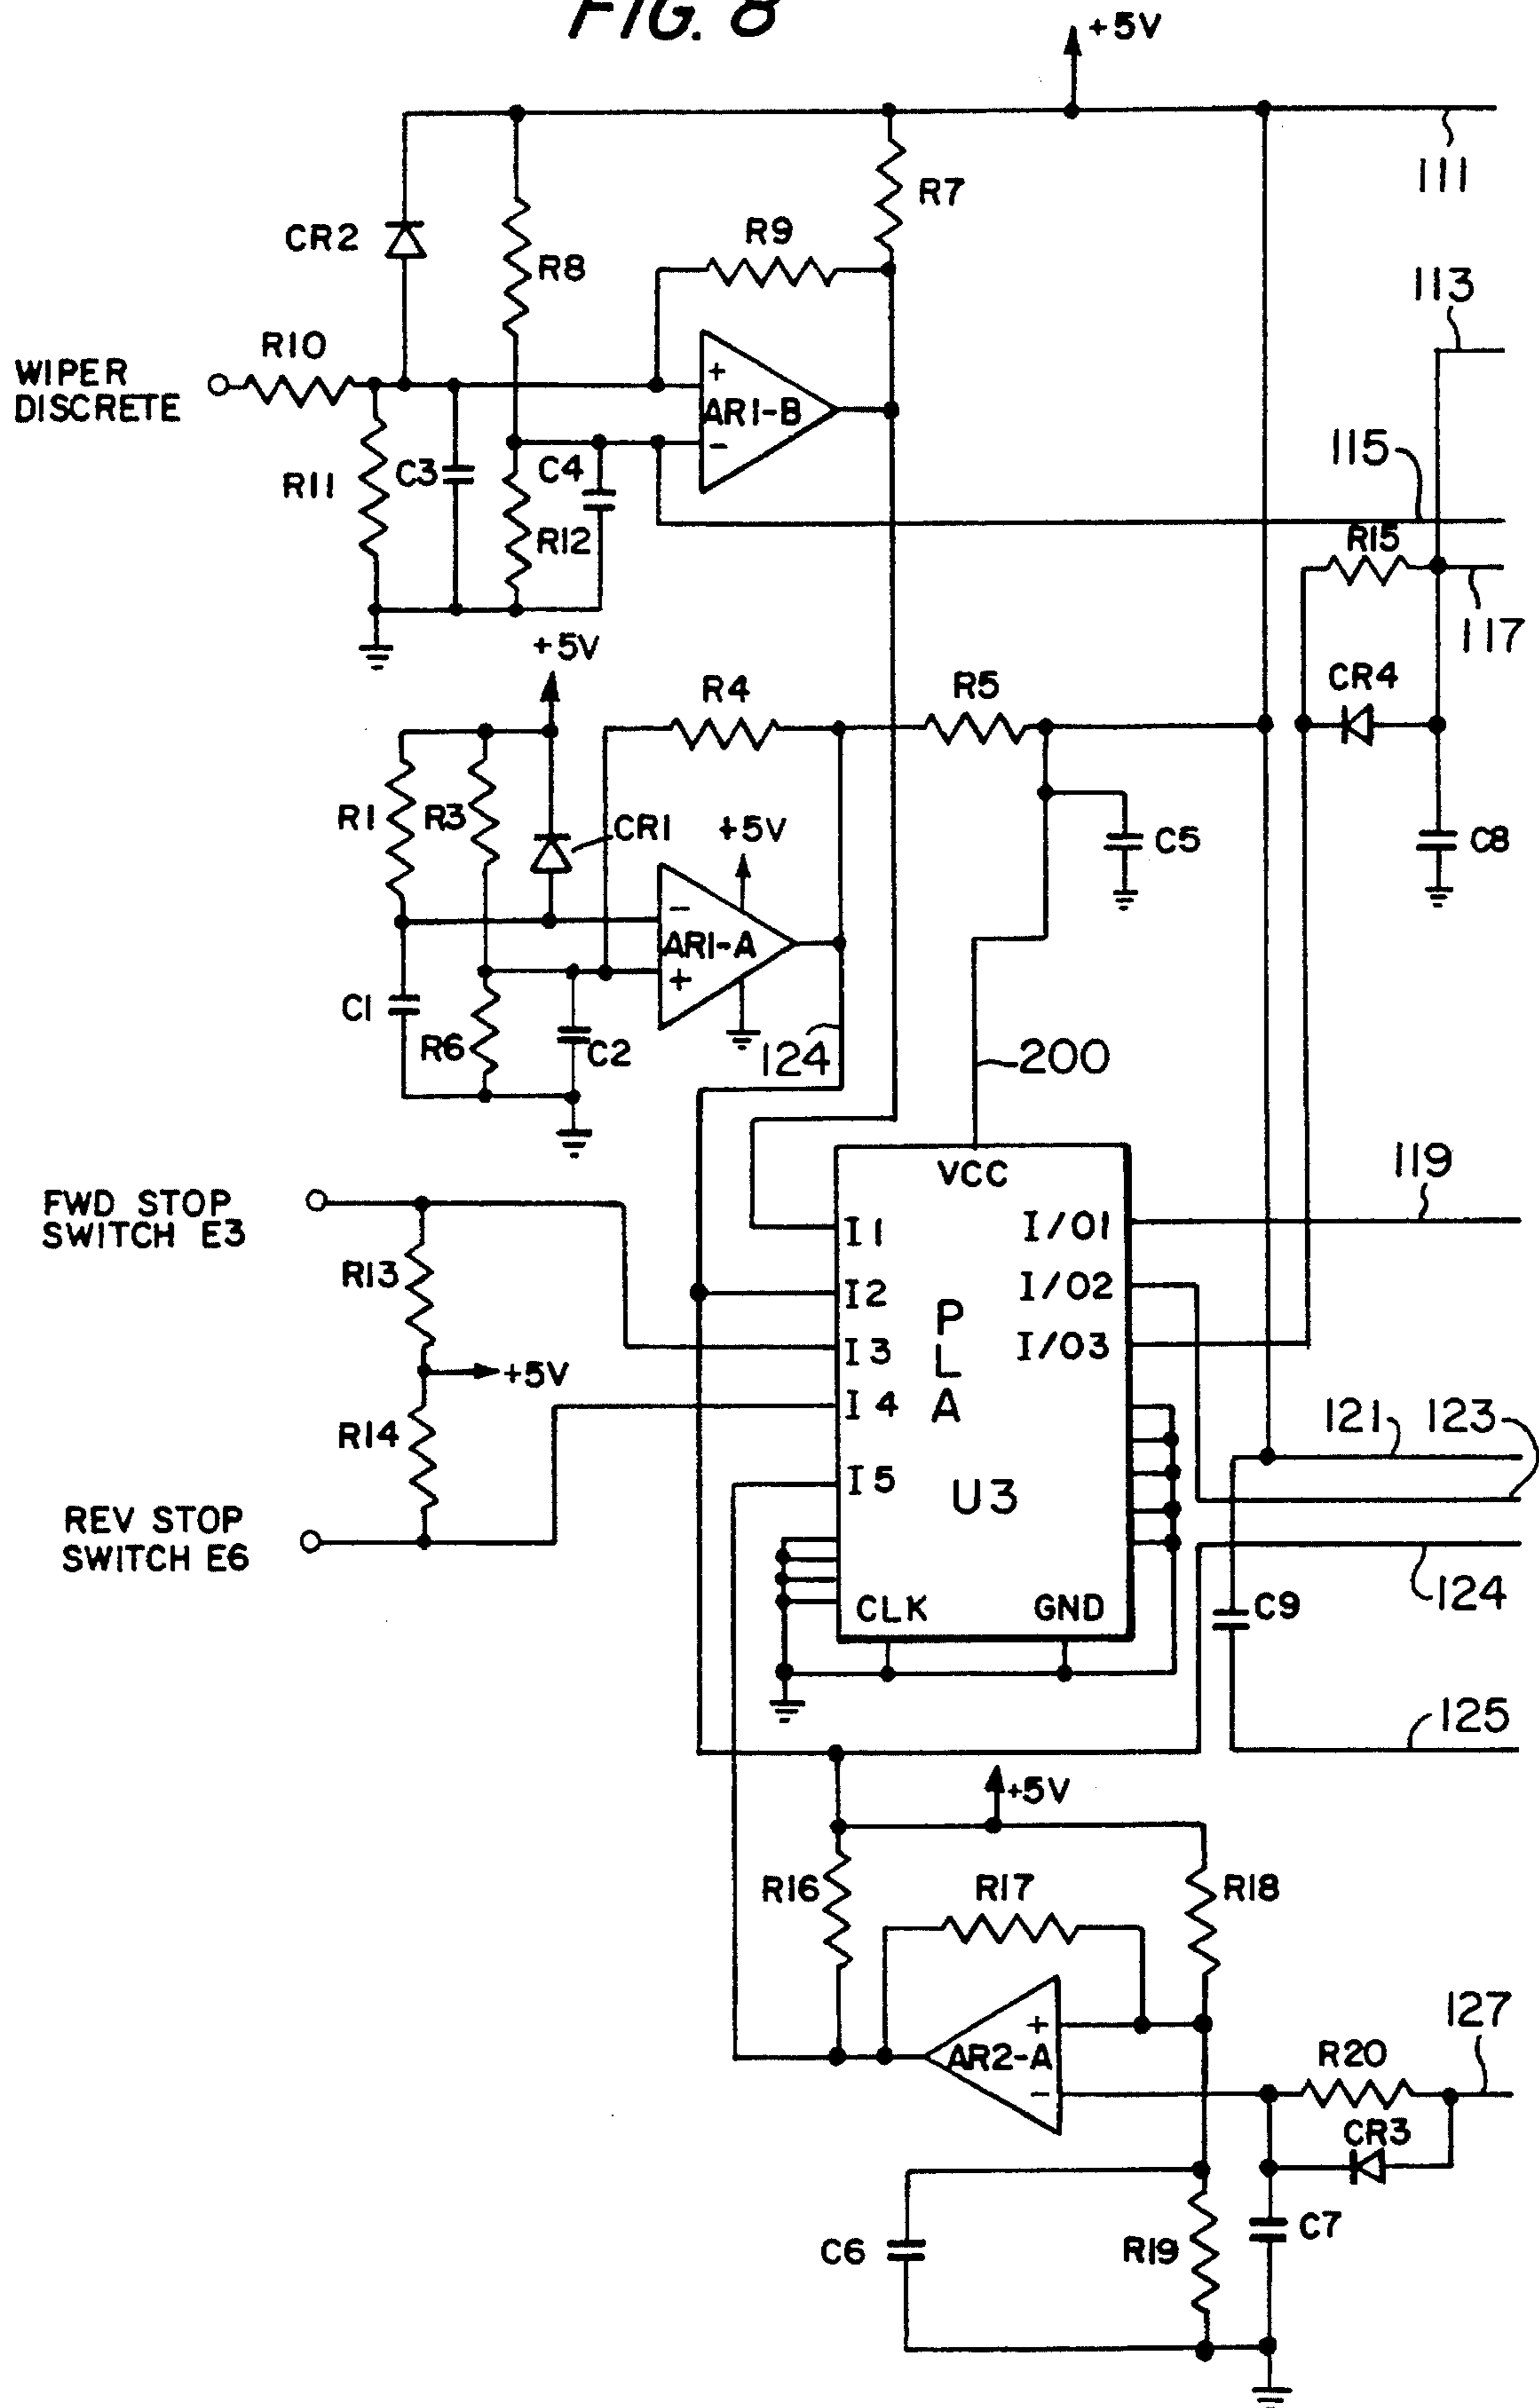 FIG. 8
+5V
111
R7
CR2
R8
R9
113
R10
WIPER
DISCRETE
+
AR1-B
-
115
R11
C3
C4
R12
R15
117
+5V
R4
R5
CR4
R1
R3
CR1
+5V
C5
C8
-
AR1-A
+
C1
R6
C2
124
200
VCC
119
FWD STOP
SWITCH E3
I1
I/O1
R13
I2
I/O2
P
I3
L
I/O3
+5V
I4
A
121
123
R14
I5
U3
REV STOP
SWITCH E6
124
CLK
GND
C9
125
+5V
R16
R17
R18
+
AR2-A
-
127
R20
CR3
C6
R19
C7